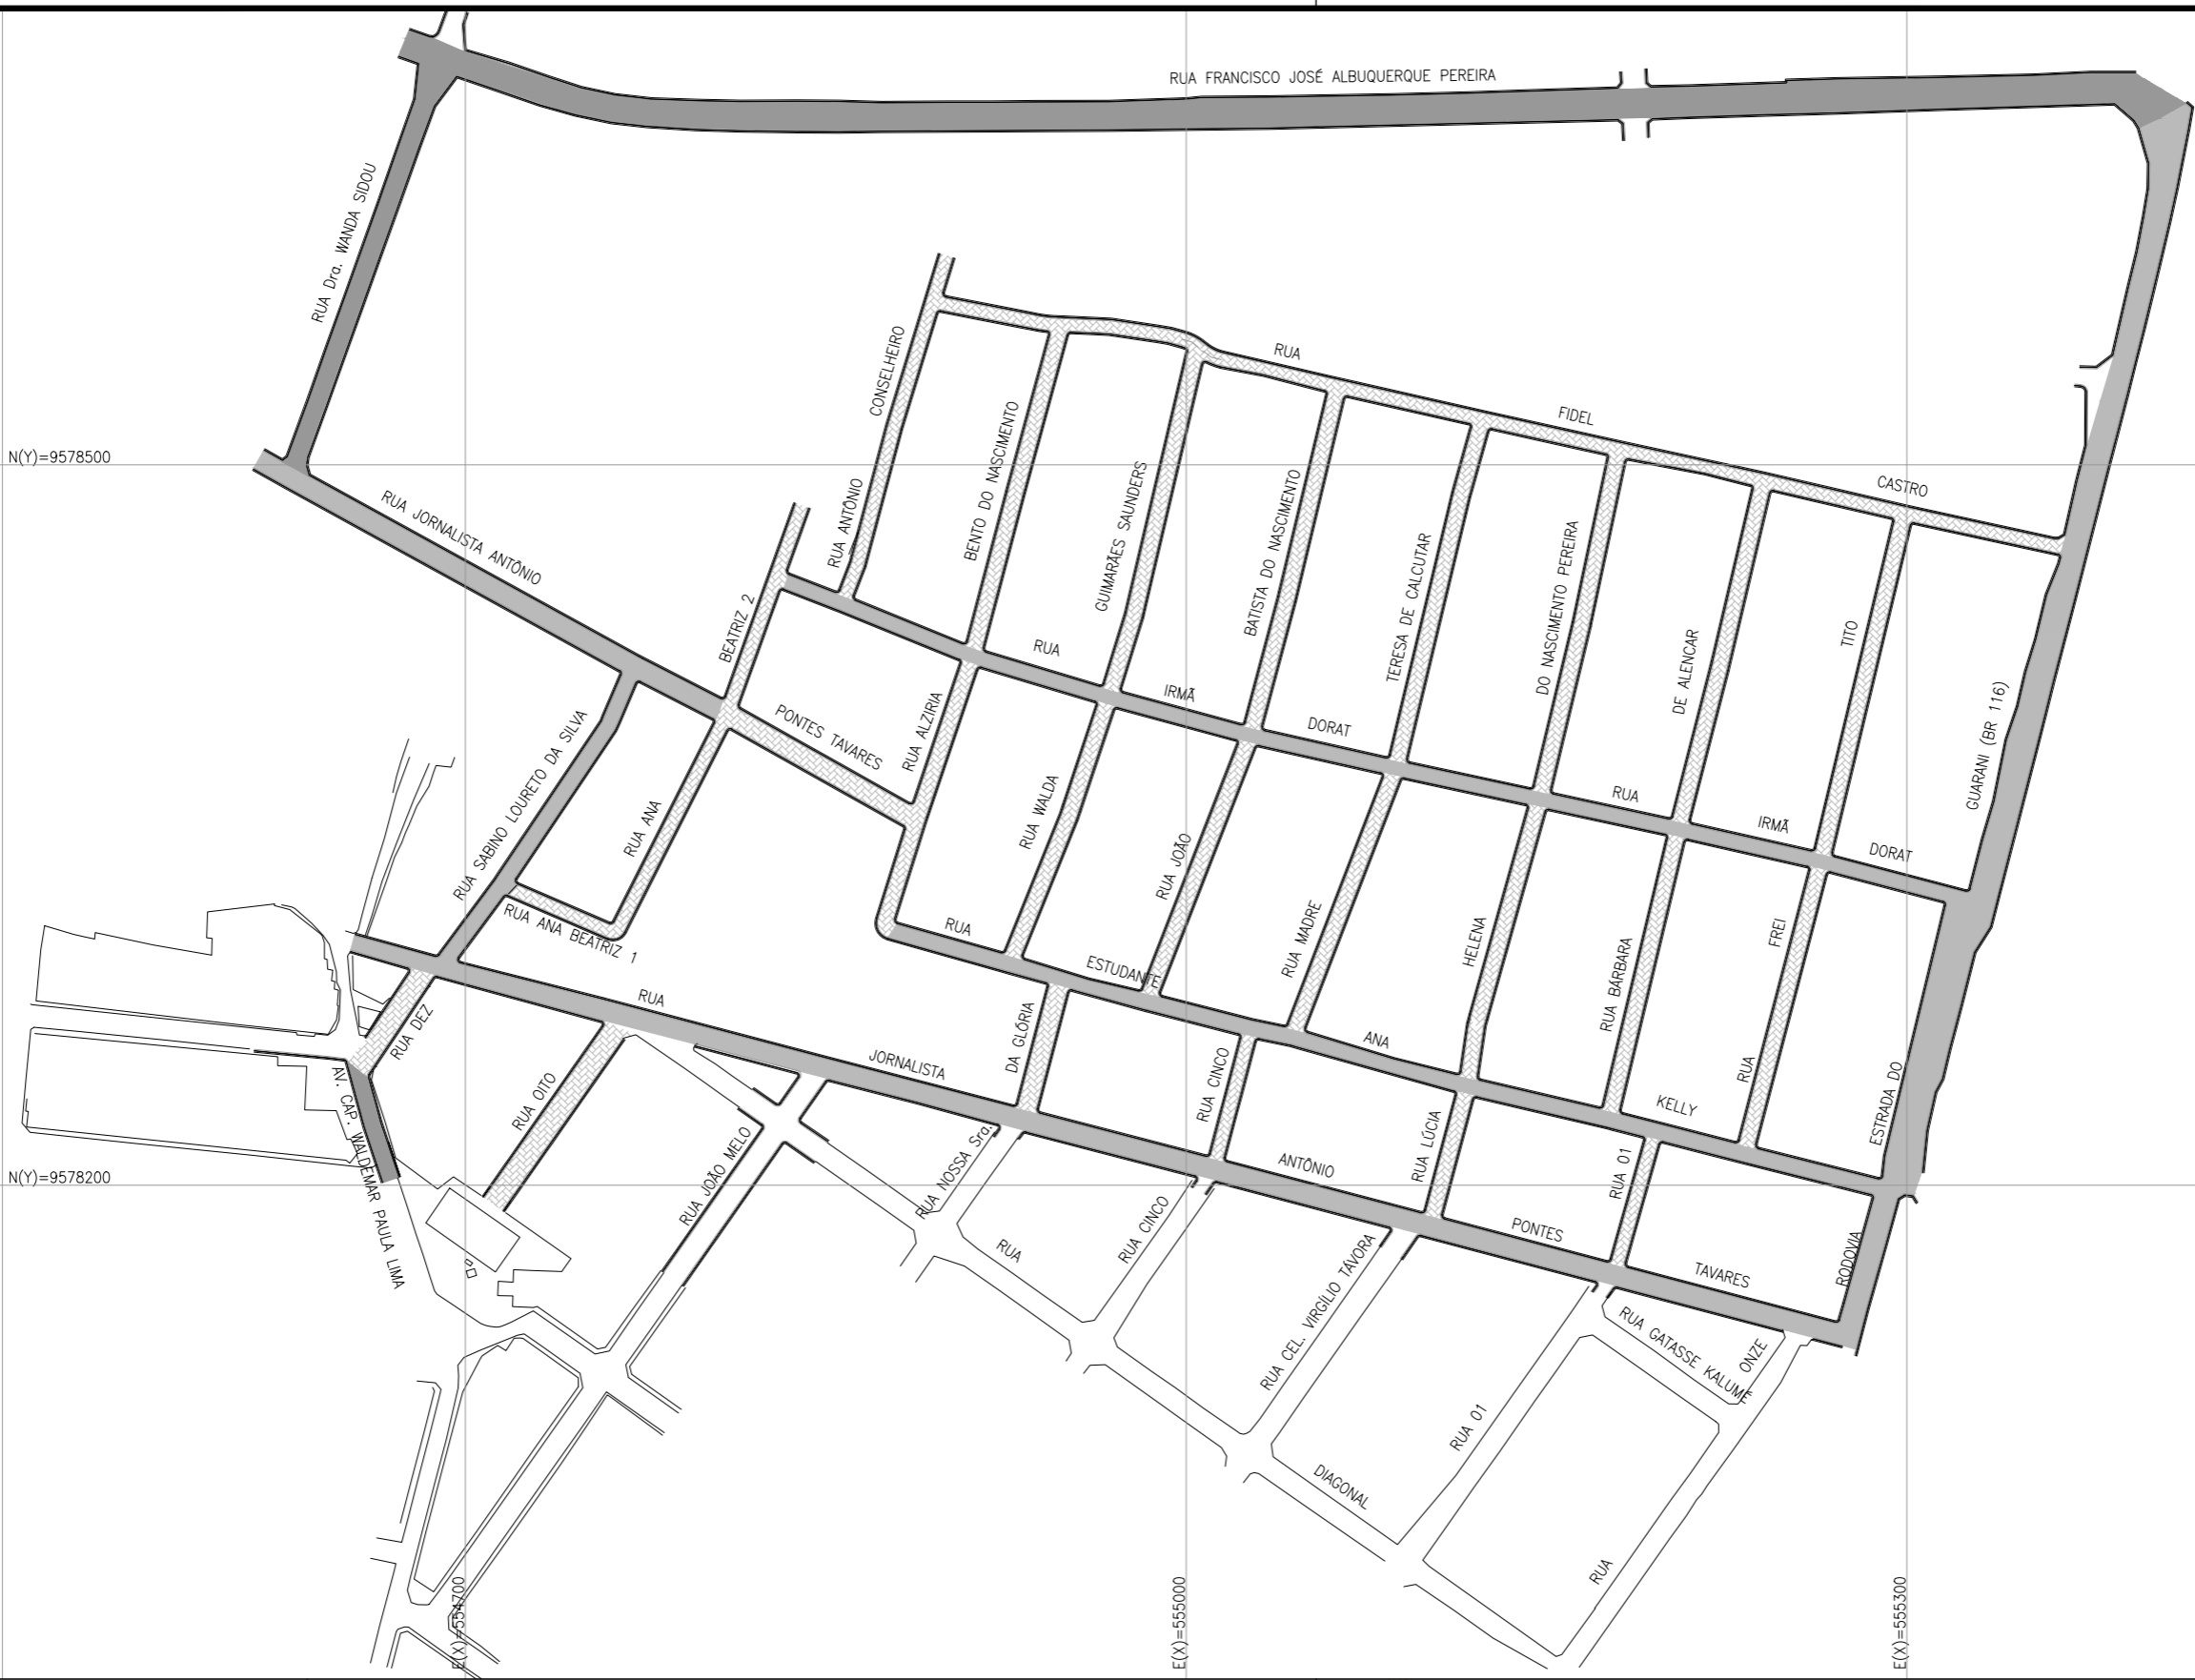 RUA FRANCISCO JOSÉ ALBUQUERQUE PEREIRA
RUA Dra. WANDA SIDOU
N(Y)=9578500
RUA JORNALISTA ANTÔNIO
PONTES TAVARES
RUA ANTÔNIO
CONSELHEIRO
BENTO DO NASCIMENTO
RUA ALZIRIA
GUIMARÃES SAUNDERS
RUA WALDA
BATISTA DO NASCIMENTO
RUA JOÃO
TERESA DE CALCUTAR
RUA MADRE
DO NASCIMENTO PEREIRA
HELENA
RUA LÚCIA
DE ALENCAR
RUA BÁRBARA
TITO
FREI
RUA
RUA
FIDEL
CASTRO
GUARANI (BR 116)
ESTRADA DO
RODOVIA
BEATRIZ 2
RUA ANA
RUA SABINO LOURETO DA SILVA
RUA ANA BEATRIZ 1
RUA
IRMÃ
DORAT
RUA
IRMÃ
DORAT
RUA
ESTUDANTE
ANA
KELLY
RUA DEZ
RUA
JORNALISTA
ANTÔNIO
PONTES
TAVARES
DA GLÓRIA
RUA NOSSA Sra.
RUA CINCO
RUA CINCO
RUA 01
RUA 01
RUA OITO
RUA JOÃO MELO
AV. CAP. WALDEMAR PAULA LIMA
N(Y)=9578200
RUA
DIAGONAL
RUA CEL. VIRGÍLIO TÁVORA
RUA GATASSE KALUME
ONZE
RUA
E(X)=554700
E(X)=555000
E(X)=555300